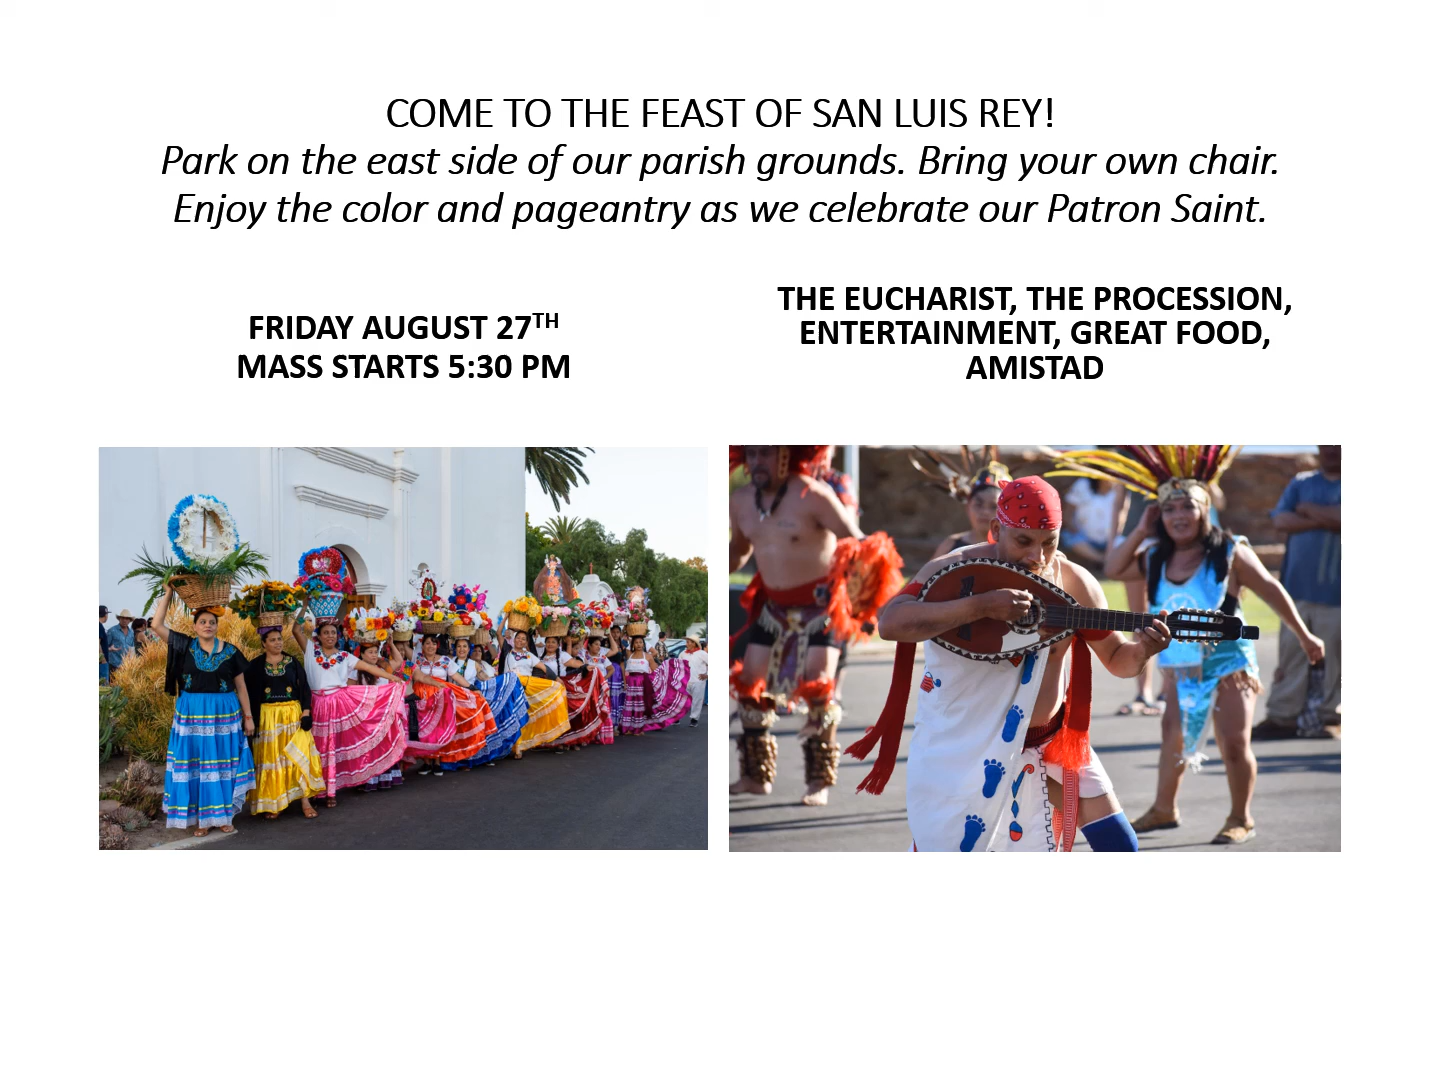 COME TO THE FEAST OF SAN LUIS REY!
Park on the east side of our parish grounds. Bring your own chair.
Enjoy the color and pageantry as we celebrate our Patron Saint.
FRIDAY AUGUST 27TH
MASS STARTS 5:30 PM
THE EUCHARIST, THE PROCESSION,
ENTERTAINMENT, GREAT FOOD,
AMISTAD